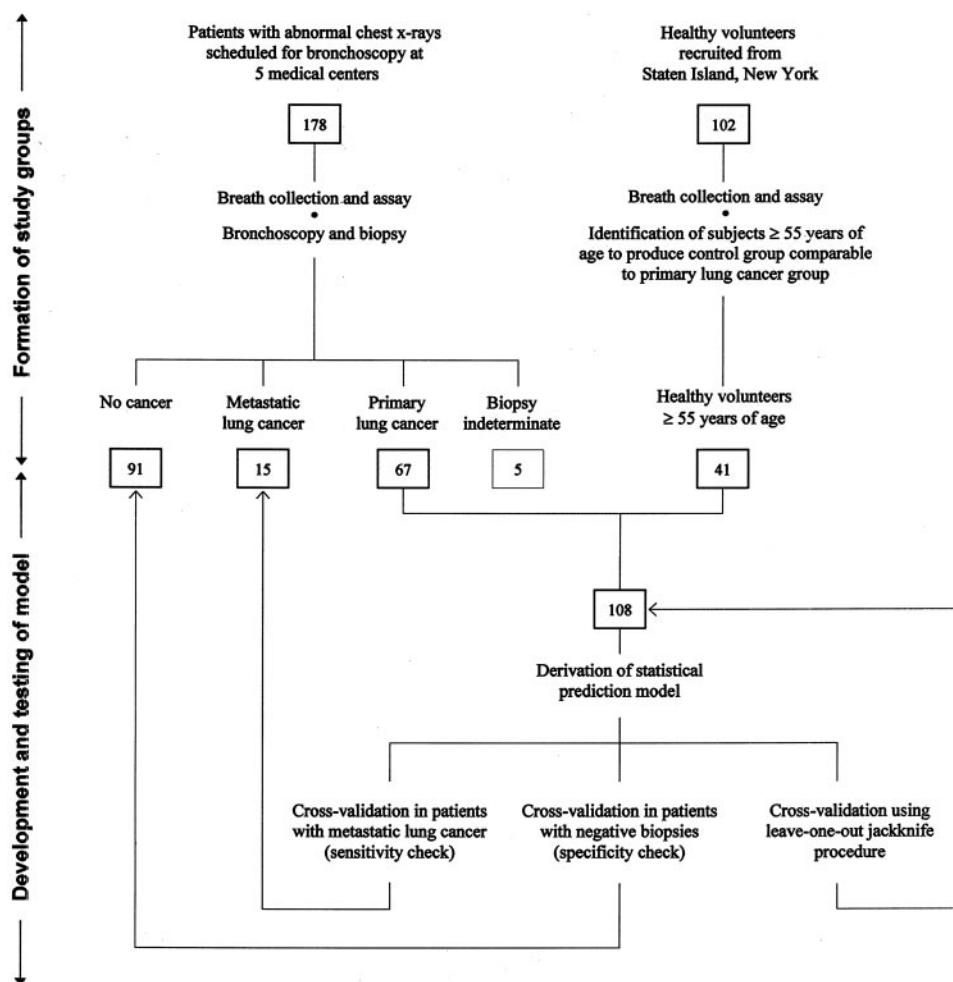 Formation of study groups
Patients with abnormal chest x-rays
scheduled for bronchoscopy at
5 medical centers
178
Breath collection and assay
•
Bronchoscopy and biopsy
Healthy volunteers
recruited from
Staten Island, New York
102
Breath collection and assay
•
Identification of subjects ≥ 55 years of
age to produce control group comparable
to primary lung cancer group
No cancer
91
Metastatic
lung cancer
15
Primary
lung cancer
67
Biopsy
indeterminate
5
Healthy volunteers
≥ 55 years of age
41
Development and testing of model
108
Derivation of statistical
prediction model
Cross-validation in patients
with metastatic lung cancer
(sensitivity check)
Cross-validation in patients
with negative biopsies
(specificity check)
Cross-validation using
leave-one-out jackknife
procedure